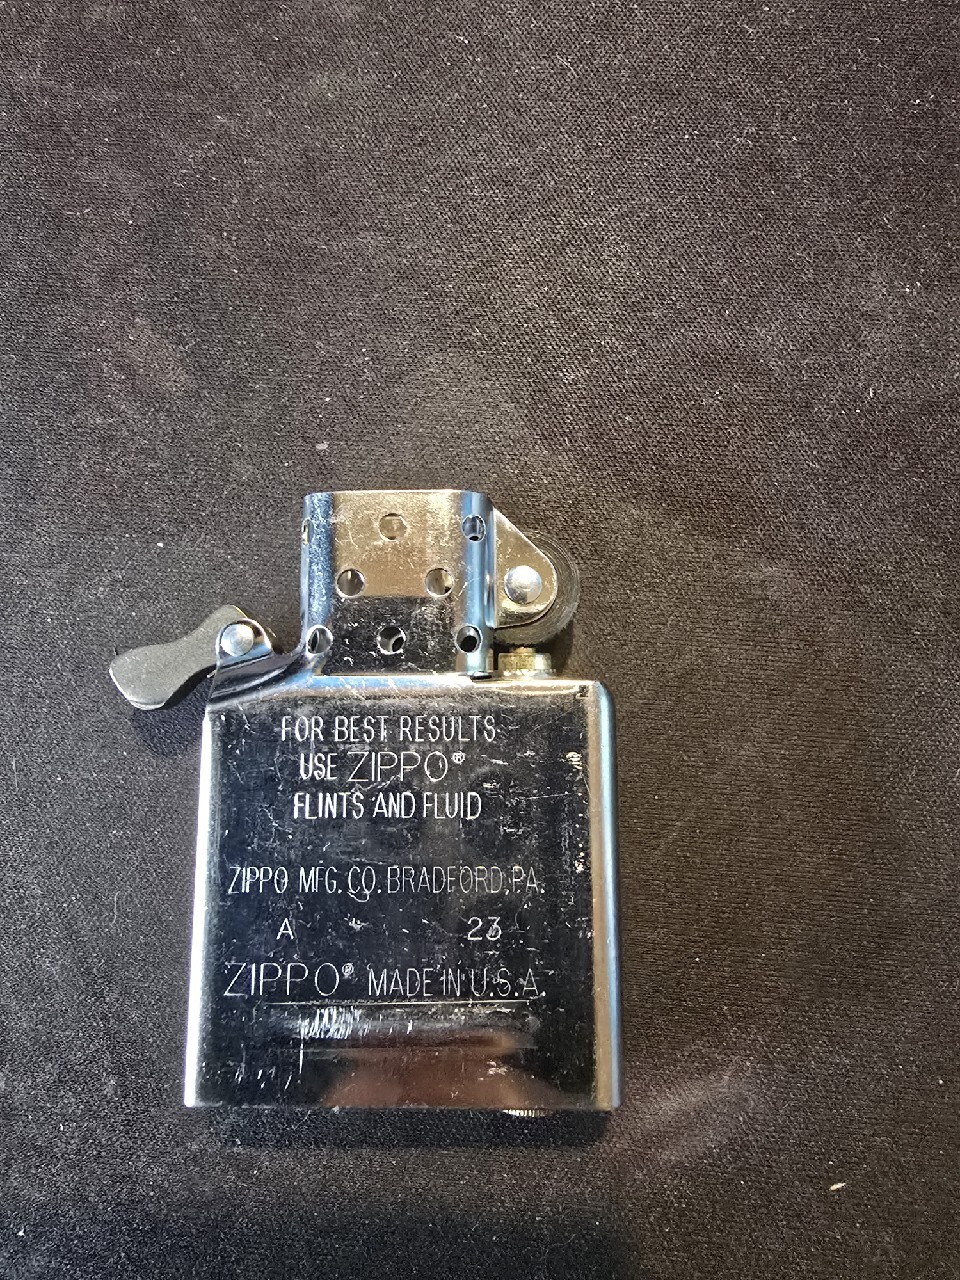 FOR BEST RESULTS
USE ZIPPO®
FLINTS AND FLUID
ZIPPO MFG. CO. BRADFORD, PA.
A 23
ZIPPO® MADE IN U.S.A.